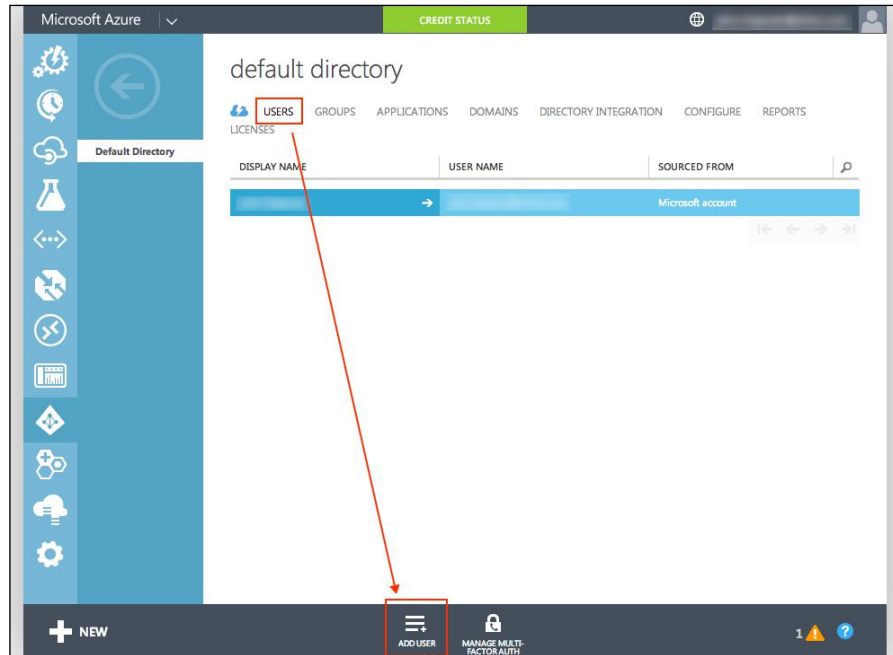 Microsoft Azure
CREDIT STATUS
default directory
USERS GROUPS APPLICATIONS DOMAINS DIRECTORY INTEGRATION CONFIGURE REPORTS
LICENSES
Default Directory
DISPLAY NAME USER NAME SOURCED FROM
Microsoft account
NEW
ADD USER
MANAGE MULTI-
FACTOR AUTH
1